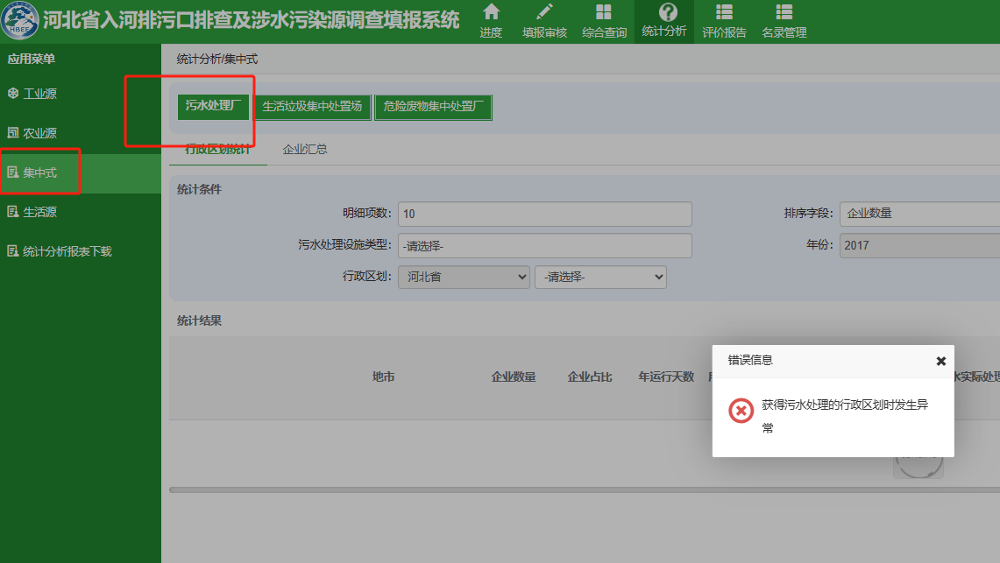 HBEE
河北省入河排污口排查及涉水污染源调查填报系统
进度
填报审核
综合查询
统计分析
评价报告
名录管理
应用菜单
工业源
农业源
集中式
生活源
统计分析报表下载
统计分析/集中式
污水处理厂
生活垃圾集中处置场
危险废物集中处置厂
行政区划统计
企业汇总
统计条件
明细项数：
10
排序字段：
企业数量
污水处理设施类型：
-请选择-
年份：
2017
行政区划：
河北省
-请选择-
统计结果
地市
企业数量
企业占比
年运行天数
水实际处理
错误信息
获得污水处理的行政区划时发生异
常